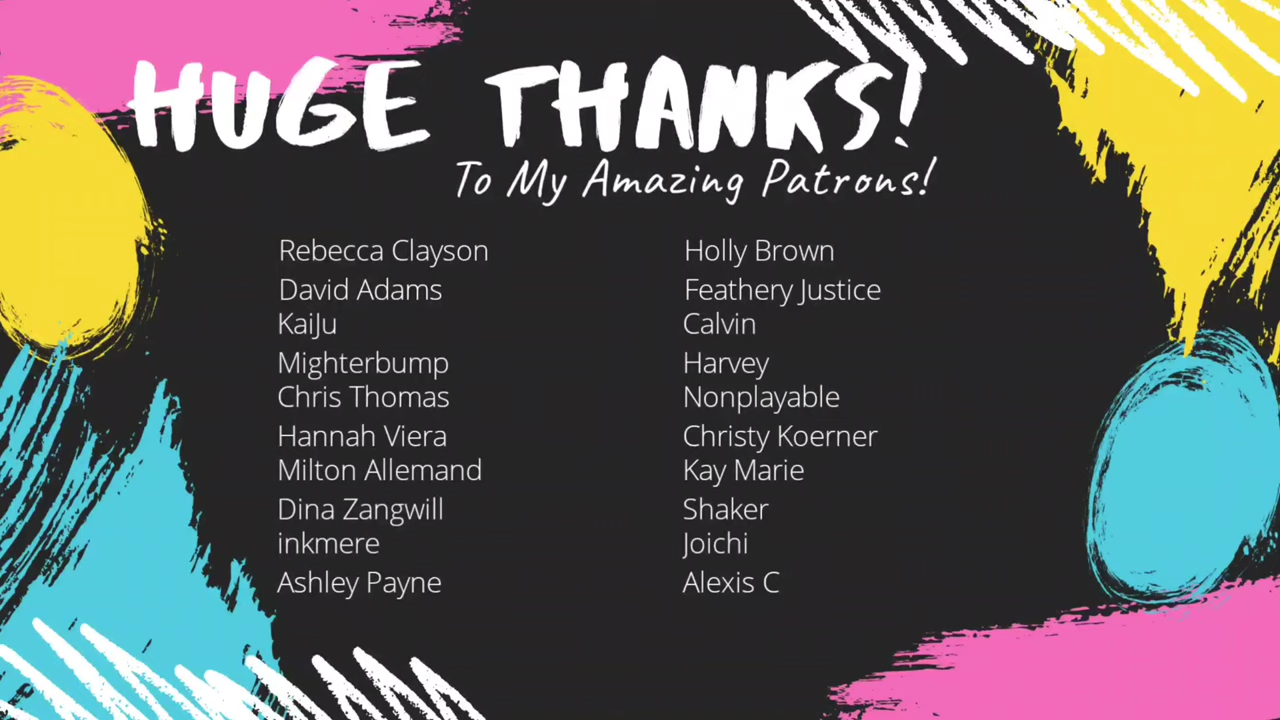 HUGE THANKS!
To My Amazing Patrons!
Rebecca Clayson
David Adams
KaiJu
Mighterbump
Chris Thomas
Hannah Viera
Milton Allemand
Dina Zangwill
inkmere
Ashley Payne
Holly Brown
Feathery Justice
Calvin
Harvey
Nonplayable
Christy Koerner
Kay Marie
Shaker
Joichi
Alexis C